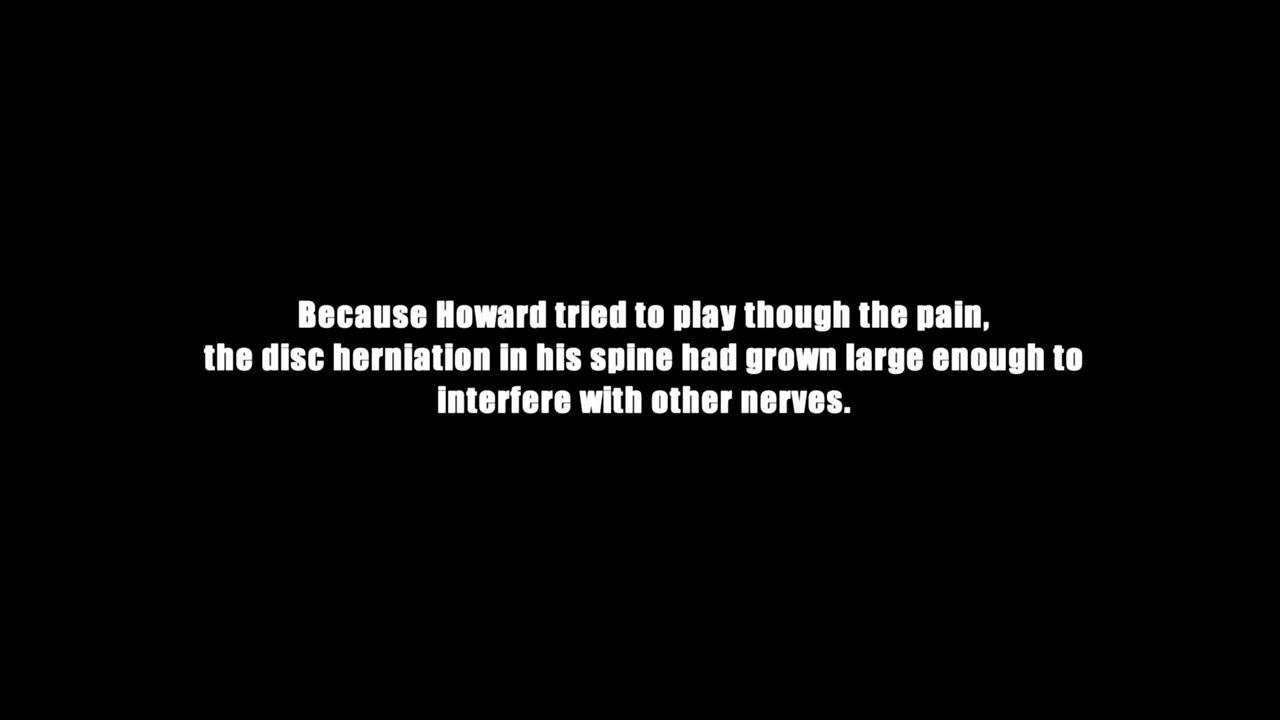 Because Howard tried to play though the pain,
the disc herniation in his spine had grown large enough to
interfere with other nerves.